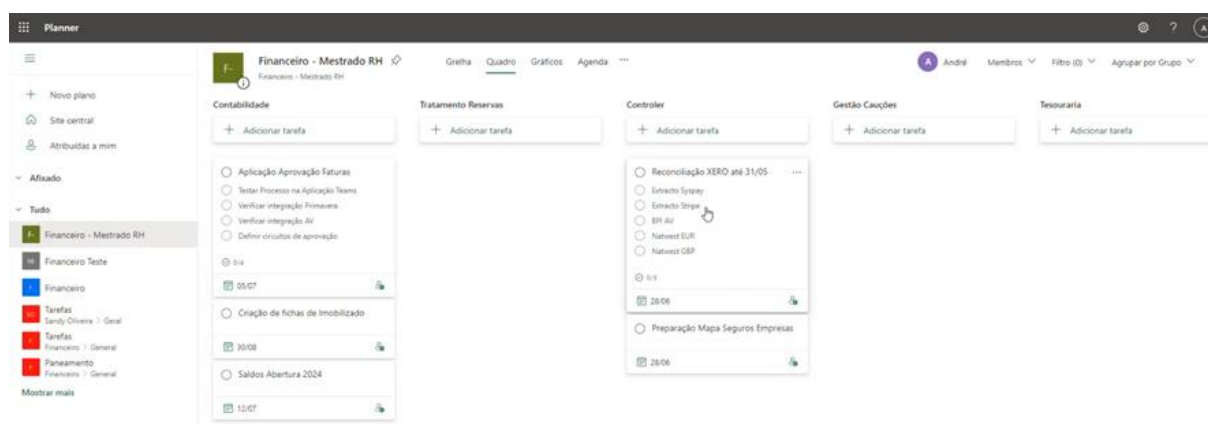 Planner
?
A
Novo plano
Site central
Atribuídas a mim
Afixado
Tudo
F- Financeiro - Mestrado RH
Financeiro Teste
Financeiro
Tarefas
Sandy Oliveira > Geral
Tarefas
Financeiro > General
Paneamento
Financeiro > General
Mostrar mais
F-
Financeiro - Mestrado RH
Financeiro - Mestrado RH
Grelha Quadro Gráficos Agenda ...
A André Membros Filtro (0) Agrupar por Grupo
Contabilidade
+ Adicionar tarefa
Aplicação Aprovação Faturas
Testar Processo na Aplicação Teams
Verificar integração Primavera
Verificar integração AV
Definir circuitos de aprovação
0/4
05/07
Criação de fichas de Imobilizado
30/08
Saldos Abertura 2024
12/07
Tratamento Reservas
+ Adicionar tarefa
Controler
+ Adicionar tarefa
Reconciliação XERO até 31/05 ...
Extracto Syspay
Extracto Stripe
BPI AV
Natwest EUR
Natwest GBP
28/06
Preparação Mapa Seguros Empresas
28/06
Gestão Cauções
+ Adicionar tarefa
Tesouraria
+ Adicionar tarefa